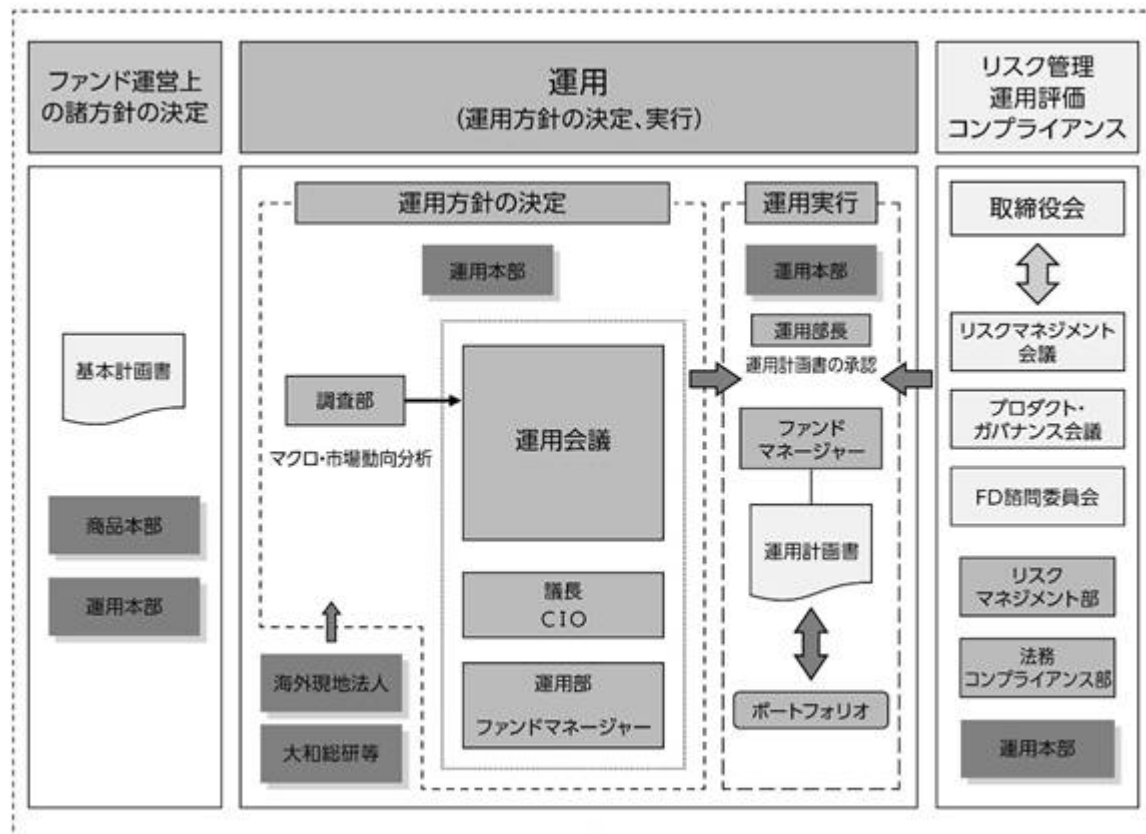 ファンド運営上
の諸方針の決定
運用
(運用方針の決定、実行)
リスク管理
運用評価
コンプライアンス
基本計画書
商品本部
運用本部
運用方針の決定
運用本部
調査部
マクロ・市場動向分析
運用会議
議長
CIO
運用部
ファンドマネージャー
海外現地法人
大和総研等
運用実行
運用本部
運用部長
運用計画書の承認
ファンド
マネージャー
運用計画書
ポートフォリオ
取締役会
リスクマネジメント
会議
プロダクト・
ガバナンス会議
FD諮問委員会
リスク
マネジメント部
法務
コンプライアンス部
運用本部